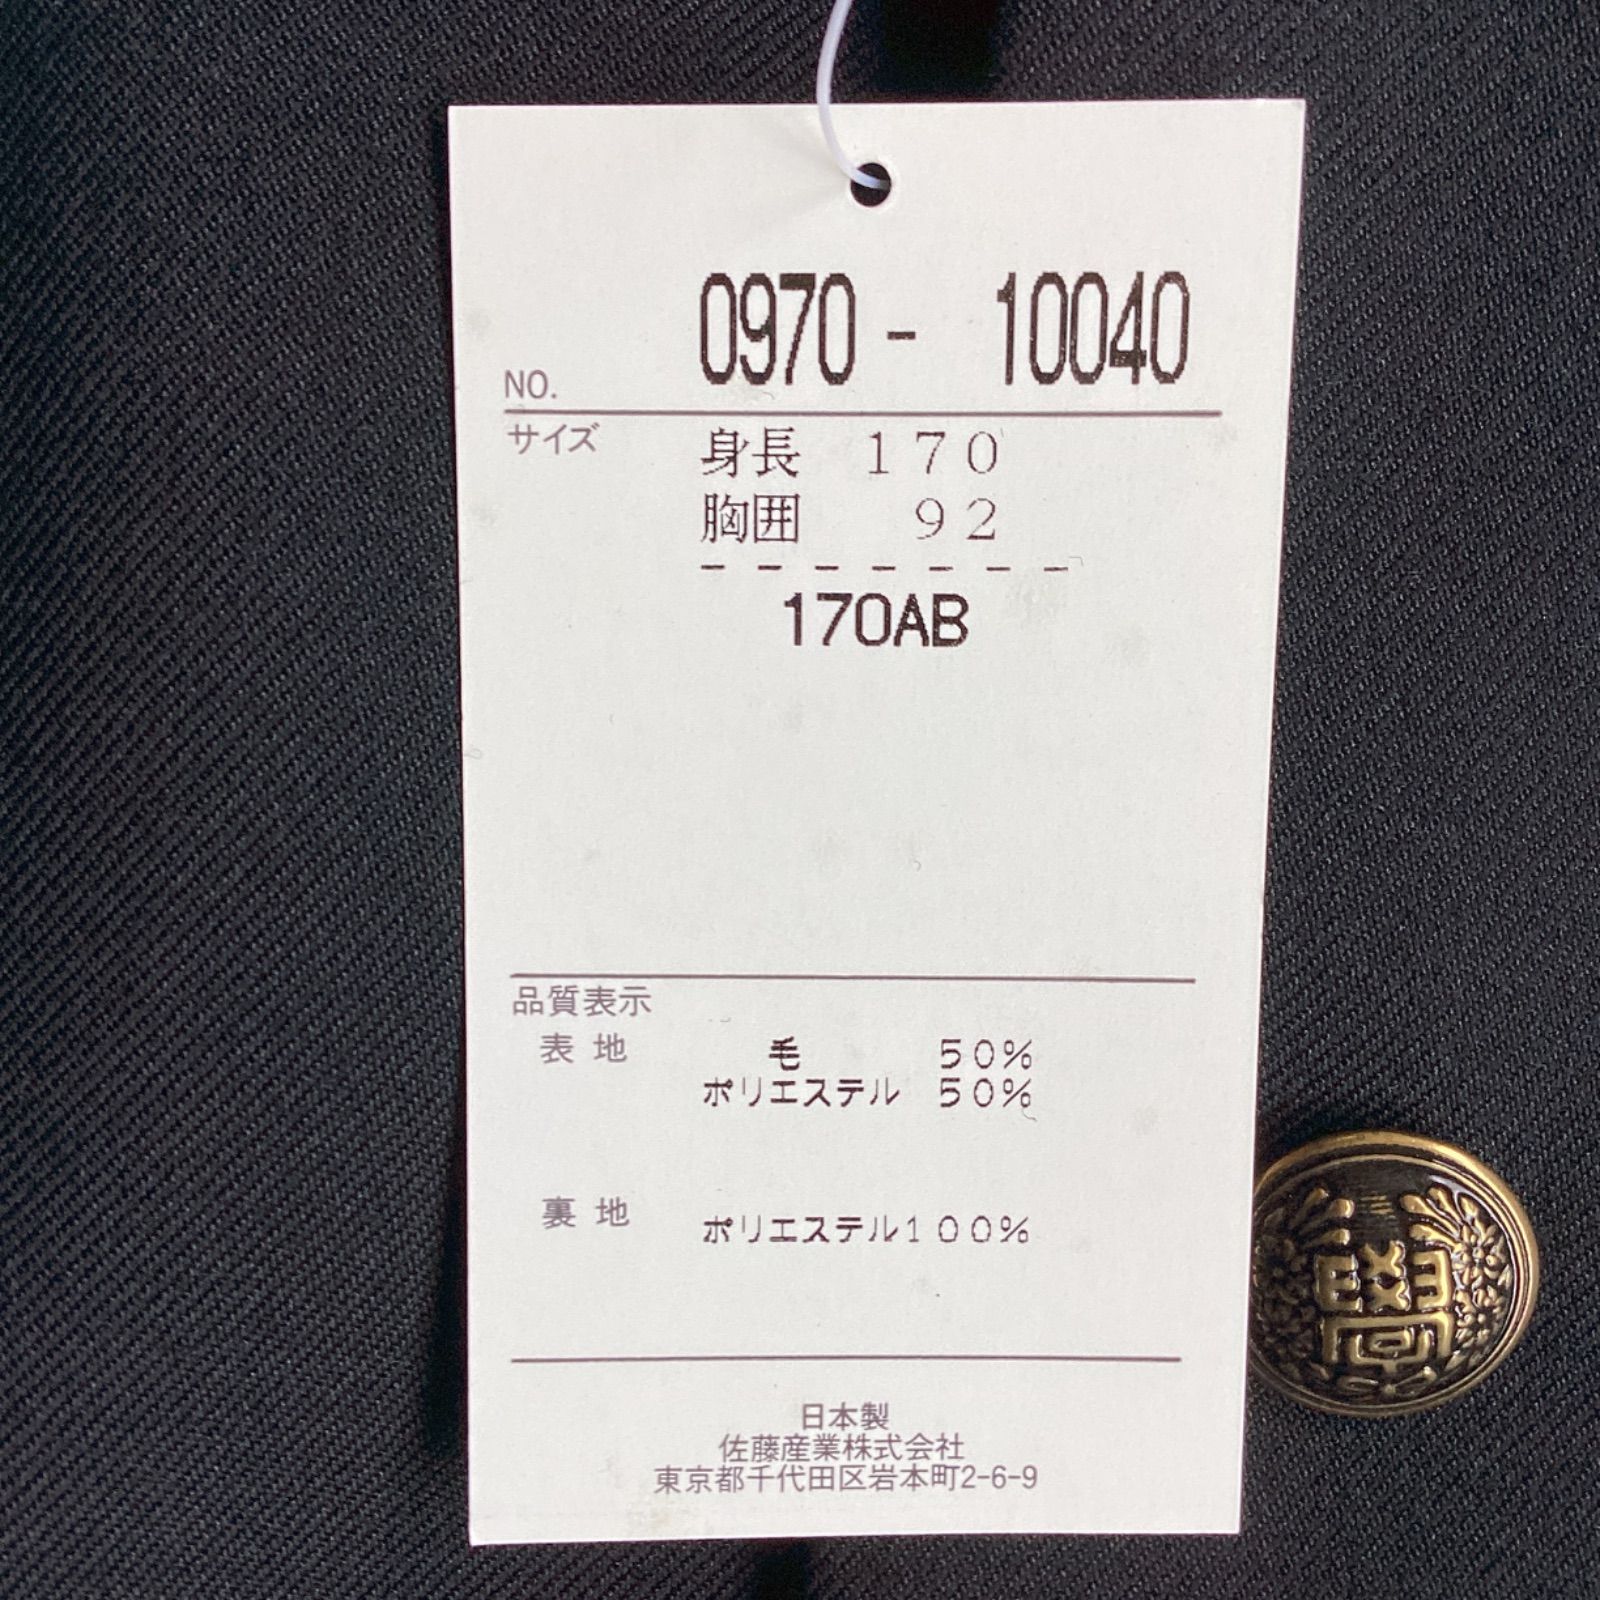 0970 - 10040
NO.
サイズ
身長 170
胸囲 92
170AB
品質表示
表地 毛 50%
ポリエステル 50%
裏地 ポリエステル100%
日本製
佐藤産業株式会社
東京都千代田区岩本町2-6-9
學